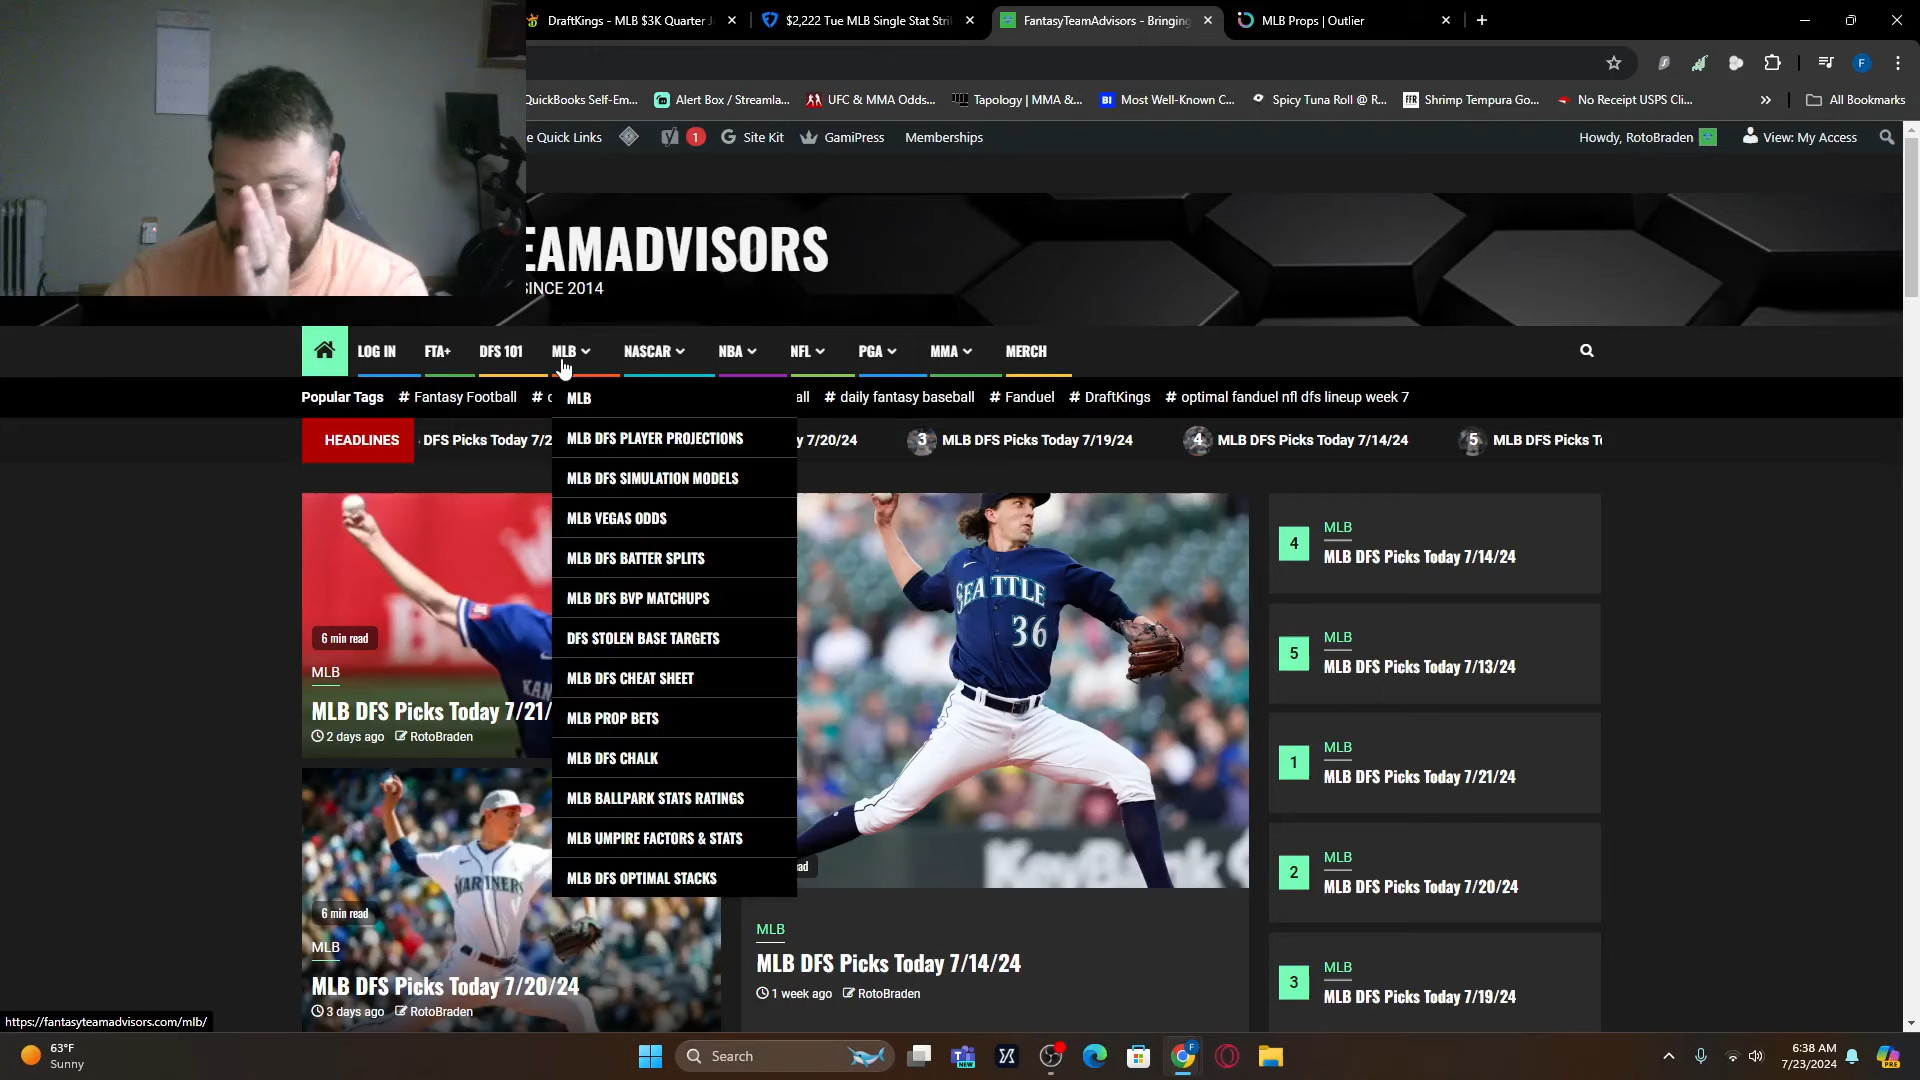 DraftKings - MLB $3K Quarter J
$2,222 Tue MLB Single Stat Stri
FantasyTeamAdvisors - Bringing
MLB Props | Outlier
QuickBooks Self-Em...
Alert Box / Streamla...
UFC & MMA Odds...
Tapology | MMA &...
BI
Most Well-Known C...
Spicy Tuna Roll @ R...
Shrimp Tempura Go...
No Receipt USPS Cli...
All Bookmarks
e Quick Links
1
Site Kit
GamiPress
Memberships
Howdy, RotoBraden
View: My Access
EAMADVISORS
SINCE 2014
LOG IN
FTA+
DFS 101
MLB
NASCAR
NBA
NFL
PGA
MMA
MERCH
Popular Tags
# Fantasy Football
all
# daily fantasy baseball
# Fanduel
# DraftKings
# optimal fanduel nfl dfs lineup week 7
HEADLINES
DFS Picks Today 7/2
y 7/20/24
3
MLB DFS Picks Today 7/19/24
4
MLB DFS Picks Today 7/14/24
5
MLB DFS Picks T
MLB
MLB DFS PLAYER PROJECTIONS
MLB DFS SIMULATION MODELS
MLB VEGAS ODDS
MLB DFS BATTER SPLITS
MLB DFS BVP MATCHUPS
DFS STOLEN BASE TARGETS
MLB DFS CHEAT SHEET
MLB PROP BETS
MLB DFS CHALK
MLB BALLPARK STATS RATINGS
MLB UMPIRE FACTORS & STATS
MLB DFS OPTIMAL STACKS
6 min read
MLB
MLB DFS Picks Today 7/21/
2 days ago
RotoBraden
MARINERS
6 min read
MLB
MLB DFS Picks Today 7/20/24
3 days ago
RotoBraden
SEATTLE
36
KeyBank
MLB
MLB DFS Picks Today 7/14/24
1 week ago
RotoBraden
4
MLB
MLB DFS Picks Today 7/14/24
5
MLB
MLB DFS Picks Today 7/13/24
1
MLB
MLB DFS Picks Today 7/21/24
2
MLB
MLB DFS Picks Today 7/20/24
3
MLB
MLB DFS Picks Today 7/19/24
https://fantasyteamadvisors.com/mlb/
63°F
Sunny
Search
6:38 AM
7/23/2024